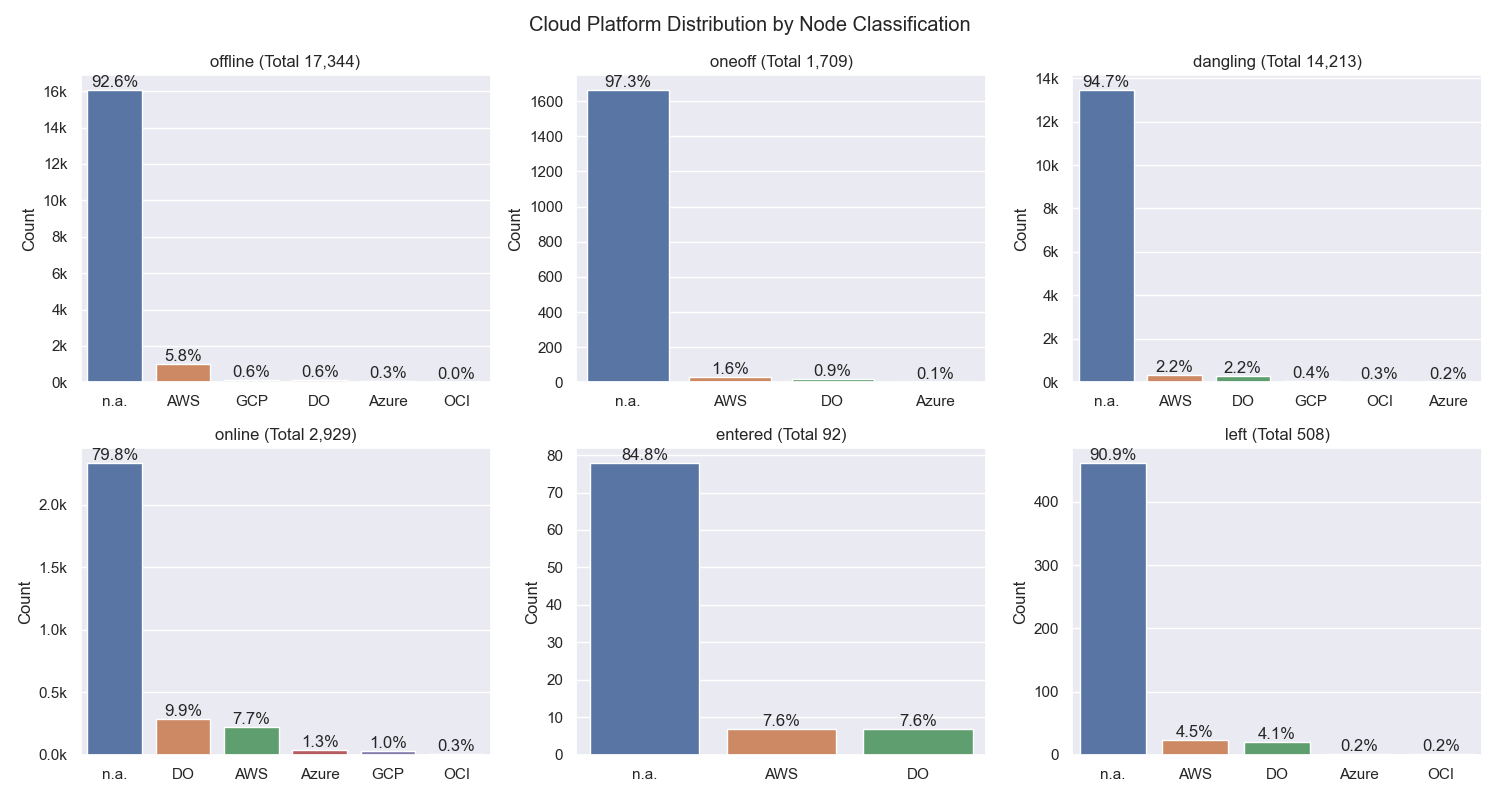 Cloud Platform Distribution by Node Classification
offline (Total 17,344)
Count
16k
14k
12k
10k
8k
6k
4k
2k
0k
92.6%
5.8%
0.6%
0.6%
0.3%
0.0%
n.a.
AWS
GCP
DO
Azure
OCI
oneoff (Total 1,709)
Count
1600
1400
1200
1000
800
600
400
200
0
97.3%
1.6%
0.9%
0.1%
n.a.
AWS
DO
Azure
dangling (Total 14,213)
Count
14k
12k
10k
8k
6k
4k
2k
0k
94.7%
2.2%
2.2%
0.4%
0.3%
0.2%
n.a.
AWS
DO
GCP
OCI
Azure
online (Total 2,929)
Count
2.0k
1.5k
1.0k
0.5k
0.0k
79.8%
9.9%
7.7%
1.3%
1.0%
0.3%
n.a.
DO
AWS
Azure
GCP
OCI
entered (Total 92)
Count
80
70
60
50
40
30
20
10
0
84.8%
7.6%
7.6%
n.a.
AWS
DO
left (Total 508)
Count
400
300
200
100
0
90.9%
4.5%
4.1%
0.2%
0.2%
n.a.
AWS
DO
Azure
OCI